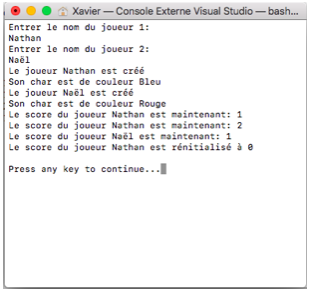 Xavier — Console Externe Visual Studio — bash...
Entrer le nom du joueur 1:
Nathan
Entrer le nom du joueur 2:
Naël
Le joueur Nathan est créé
Son char est de couleur Bleu
Le joueur Naël est créé
Son char est de couleur Rouge
Le score du joueur Nathan est maintenant: 1
Le score du joueur Nathan est maintenant: 2
Le score du joueur Naël est maintenant: 1
Le score du joueur Nathan est rénitialisé à 0
Press any key to continue...